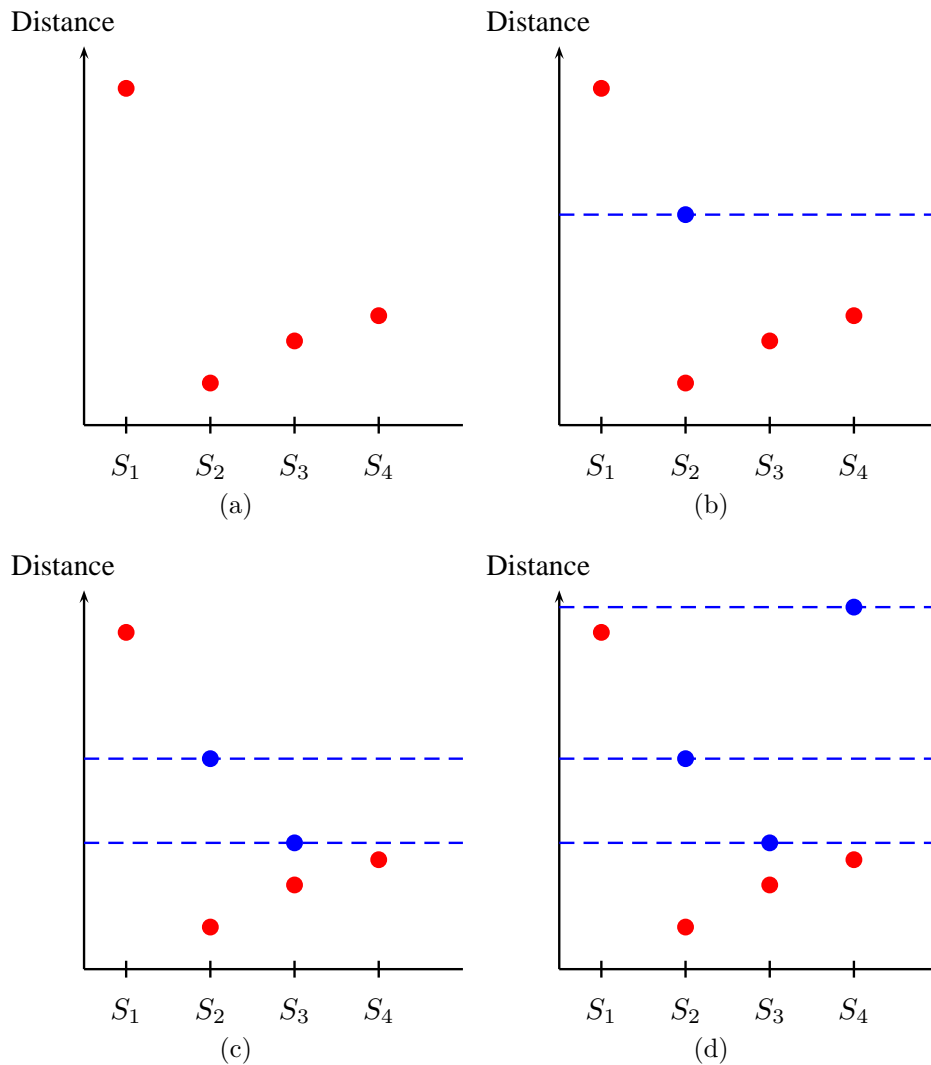 Distance
S₁ S₂ S₃ S₄
(a)
Distance
S₁ S₂ S₃ S₄
(b)
Distance
S₁ S₂ S₃ S₄
(c)
Distance
S₁ S₂ S₃ S₄
(d)